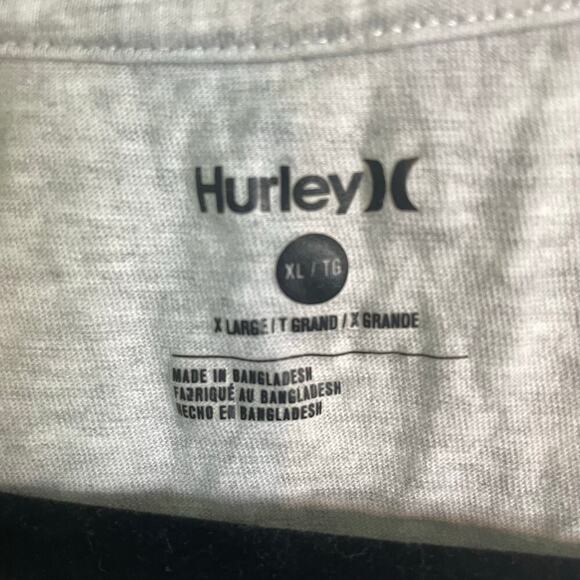 Hurley
XL / TG
X LARGE / T GRAND / X GRANDE
MADE IN BANGLADESH
FABRIQUÉ AU BANGLADESH
HECHO EN BANGLADESH